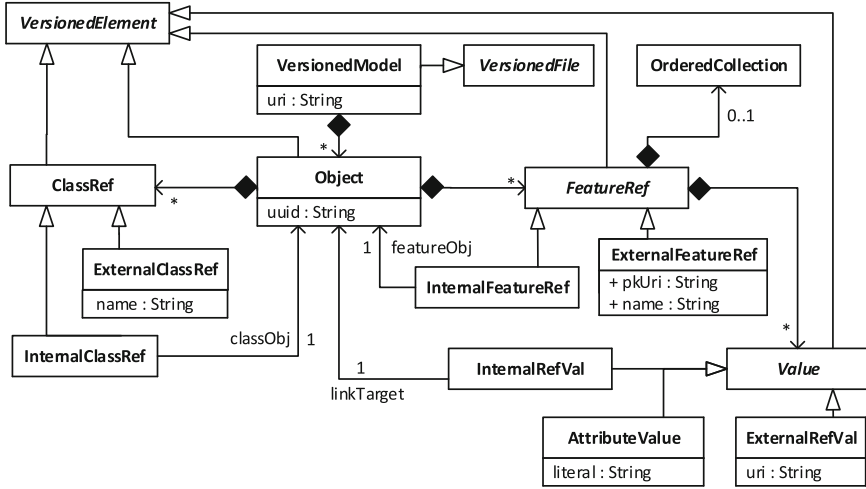 VersionedElement
VersionedModel
uri : String
VersionedFile
OrderedCollection
0..1
*
ClassRef
*
Object
uuid : String
*
FeatureRef
ExternalClassRef
name : String
1
featureObj
InternalFeatureRef
ExternalFeatureRef
+ pkUri : String
+ name : String
InternalClassRef
classObj
1
*
1
linkTarget
InternalRefVal
Value
AttributeValue
literal : String
ExternalRefVal
uri : String